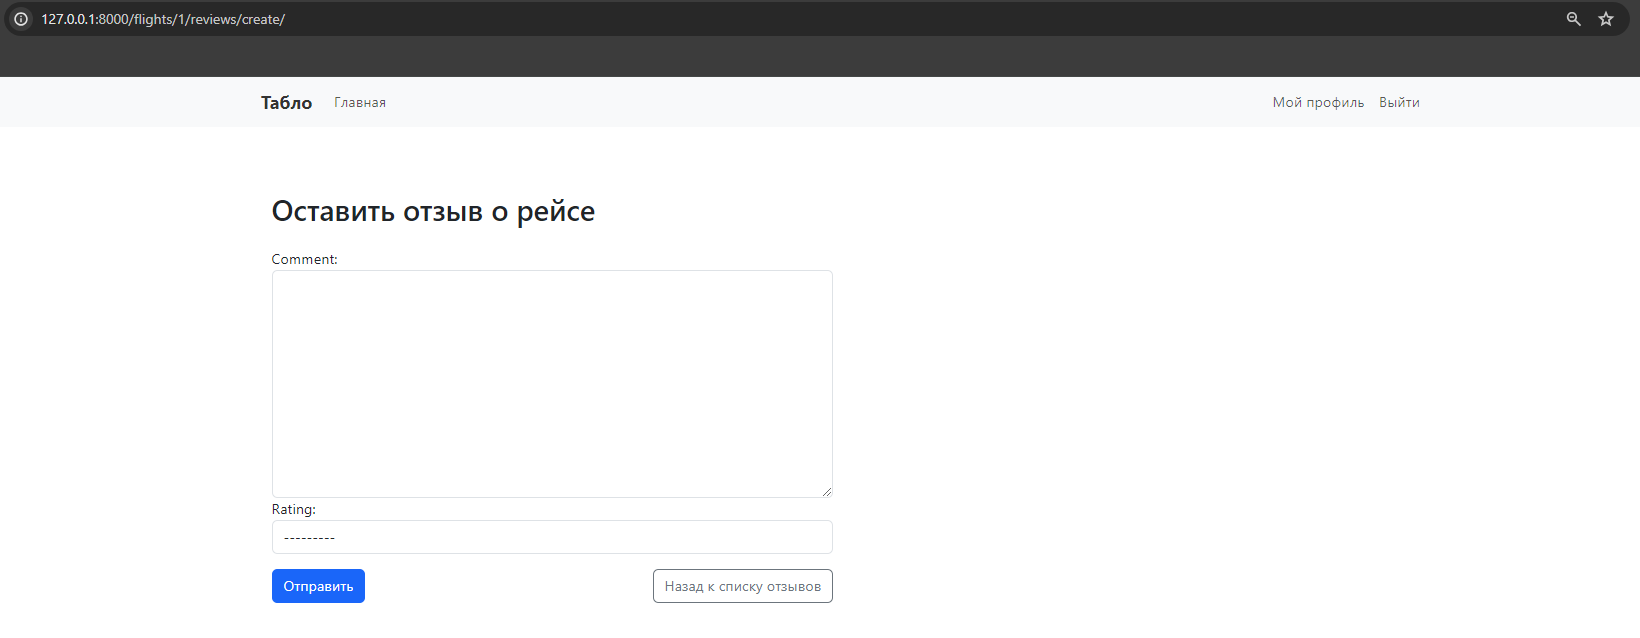 127.0.0.1:8000/flights/1/reviews/create/
Табло Главная Мой профиль Выйти
Оставить отзыв о рейсе
Comment:
Rating:
---------
Отправить Назад к списку отзывов